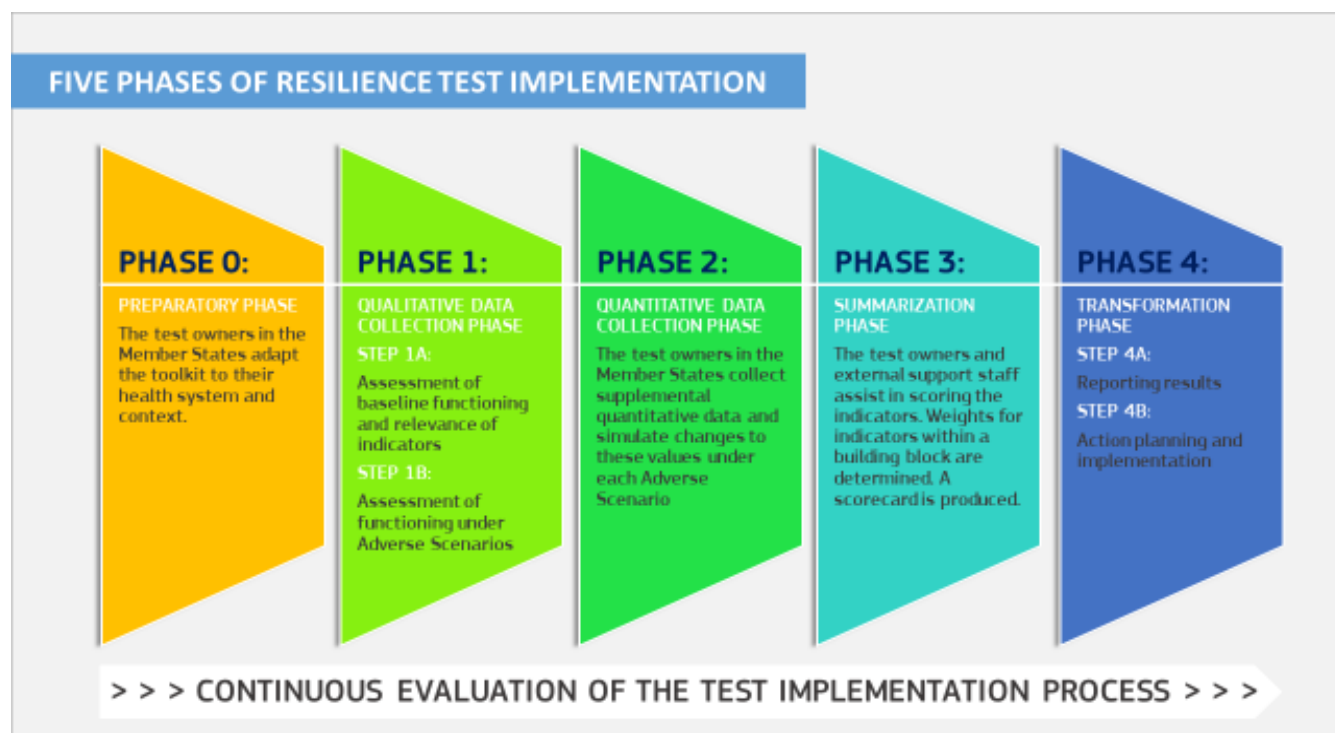 FIVE PHASES OF RESILIENCE TEST IMPLEMENTATION
PHASE 0:
PREPARATORY PHASE
The test owners in the
Member States adapt
the toolkit to their
health system and
context.
PHASE 1:
QUALITATIVE DATA
COLLECTION PHASE
STEP 1A:
Assessment of
baseline functioning
and relevance of
indicators
STEP 1B:
Assessment of
functioning under
Adverse Scenarios
PHASE 2:
QUANTITATIVE DATA
COLLECTION PHASE
The test owners in the
Member States collect
supplemental
quantitative data and
simulate changes to
these values under
each Adverse
Scenario
PHASE 3:
SUMMARIZATION
PHASE
The test owners and
external support staff
assist in scoring the
indicators. Weights for
indicators within a
building block are
determined. A
scorecard is produced.
PHASE 4:
TRANSFORMATION
PHASE
STEP 4A:
Reporting results
STEP 4B:
Action planning and
implementation
> > > CONTINUOUS EVALUATION OF THE TEST IMPLEMENTATION PROCESS > > >